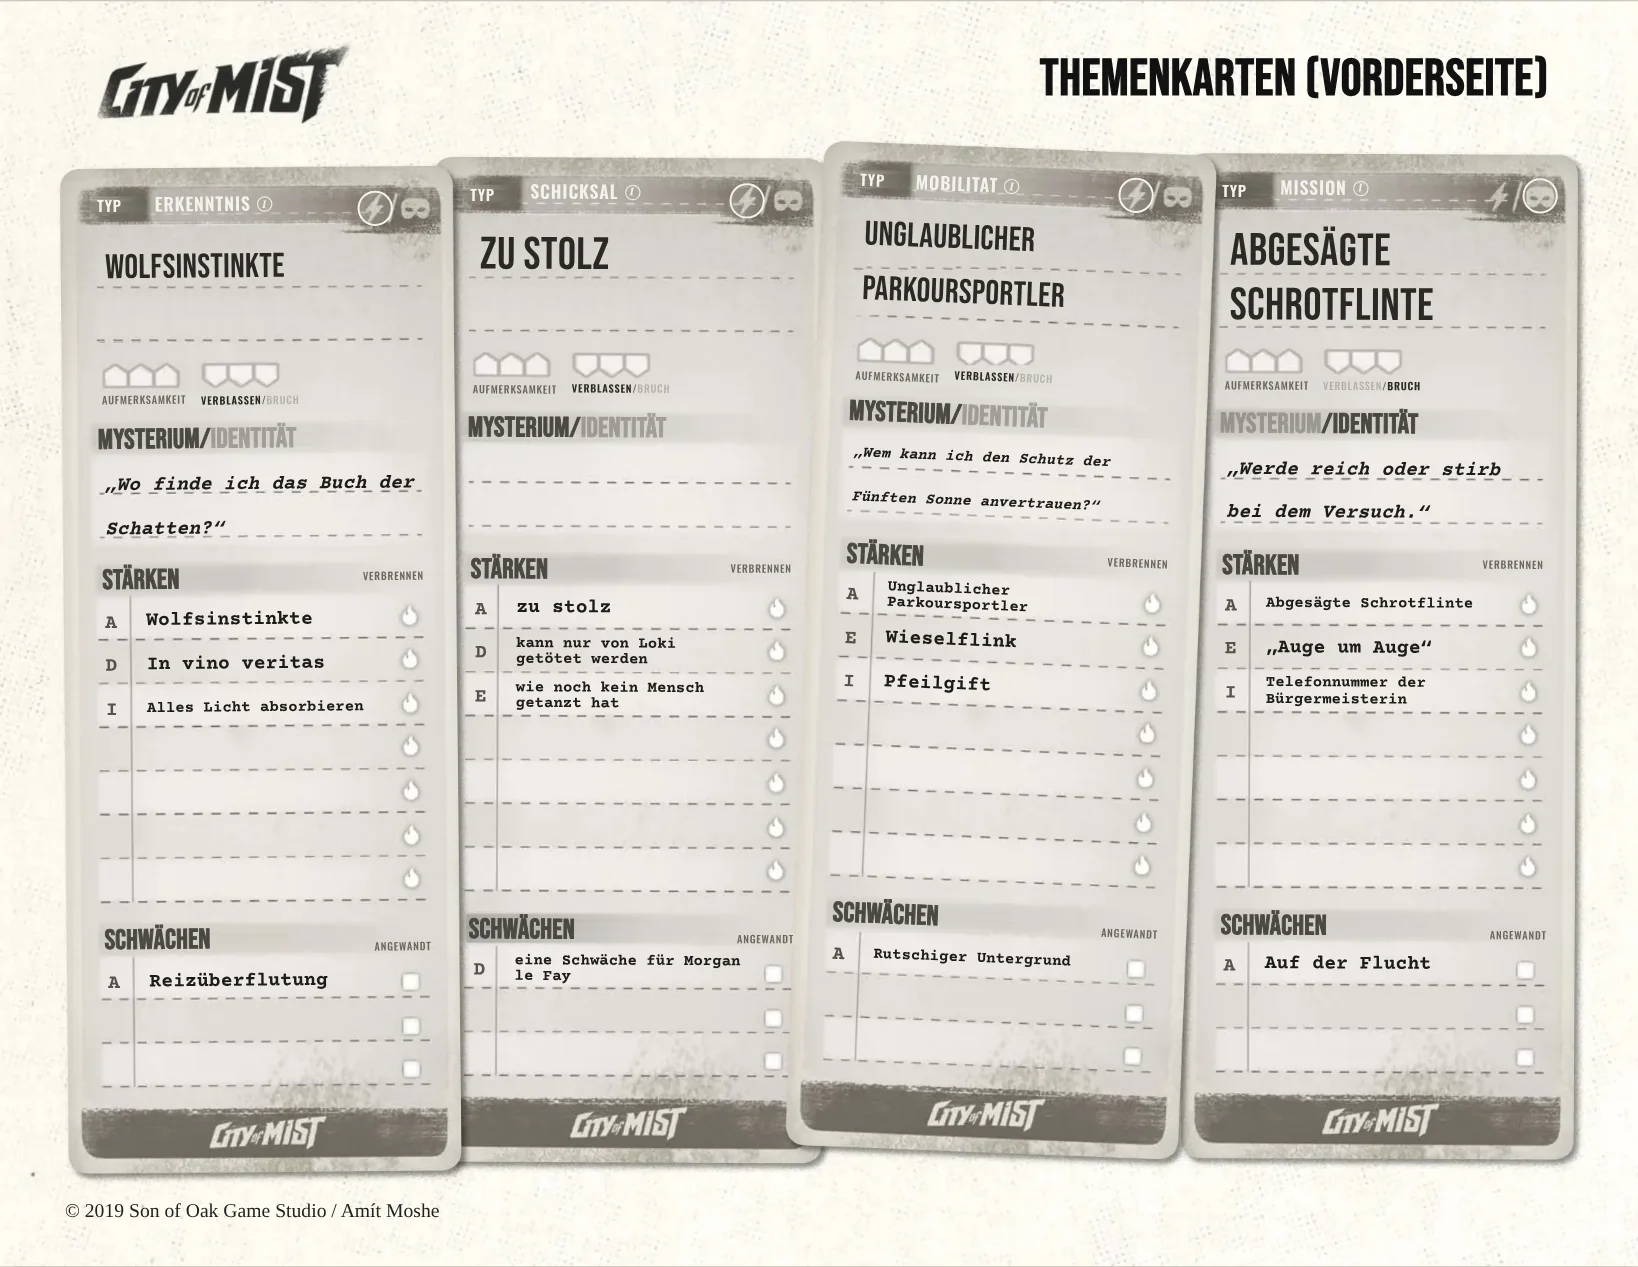 CITY of MIST
THEMENKARTEN (VORDERSEITE)
TYP ERKENNTNIS
WOLFSINSTINKTE
AUFMERKSAMKEIT VERBLASSEN/BRUCH
MYSTERIUM/IDENTITÄT
„Wo finde ich das Buch der
Schatten?“
STÄRKEN VERBRENNEN
A Wolfsinstinkte
D In vino veritas
I Alles Licht absorbieren
SCHWÄCHEN ANGEWANDT
A Reizüberflutung
CITY of MIST
TYP SCHICKSAL
ZU STOLZ
AUFMERKSAMKEIT VERBLASSEN/BRUCH
MYSTERIUM/IDENTITÄT
STÄRKEN VERBRENNEN
A zu stolz
D kann nur von Loki
getötet werden
E wie noch kein Mensch
getanzt hat
SCHWÄCHEN ANGEWANDT
D eine Schwäche für Morgan
le Fay
CITY of MIST
TYP MOBILITAT
UNGLAUBLICHER
PARKOURSPORTLER
AUFMERKSAMKEIT VERBLASSEN/BRUCH
MYSTERIUM/IDENTITÄT
„Wem kann ich den Schutz der
Fünften Sonne anvertrauen?“
STÄRKEN VERBRENNEN
A Unglaublicher
Parkoursportler
E Wieselflink
I Pfeilgift
SCHWÄCHEN ANGEWANDT
A Rutschiger Untergrund
CITY of MIST
TYP MISSION
ABGESÄGTE
SCHROTFLINTE
AUFMERKSAMKEIT VERBLASSEN/BRUCH
MYSTERIUM/IDENTITÄT
„Werde reich oder stirb
bei dem Versuch.“
STÄRKEN VERBRENNEN
A Abgesägte Schrotflinte
E „Auge um Auge“
I Telefonnummer der
Bürgermeisterin
SCHWÄCHEN ANGEWANDT
A Auf der Flucht
CITY of MIST
© 2019 Son of Oak Game Studio / Amít Moshe